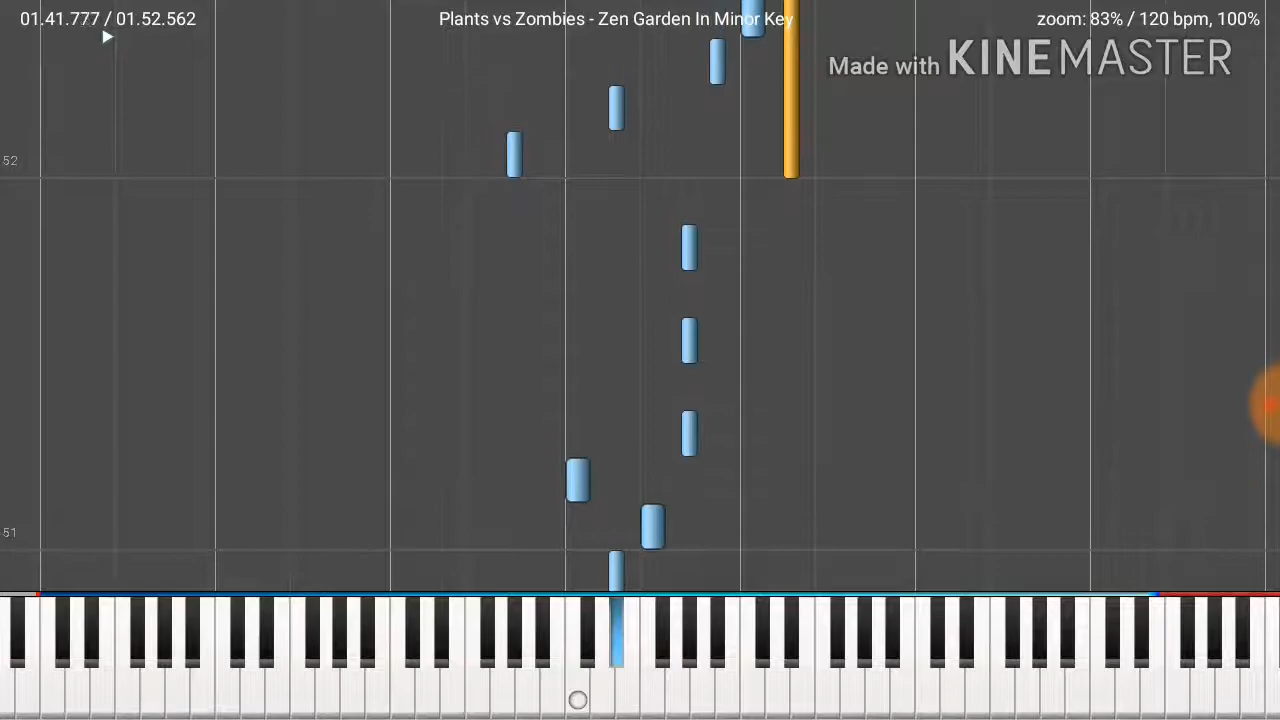 01.41.777 / 01.52.562
Plants vs Zombies - Zen Garden In Minor Key
zoom: 83% / 120 bpm, 100%
Made with KINEMASTER
52
51